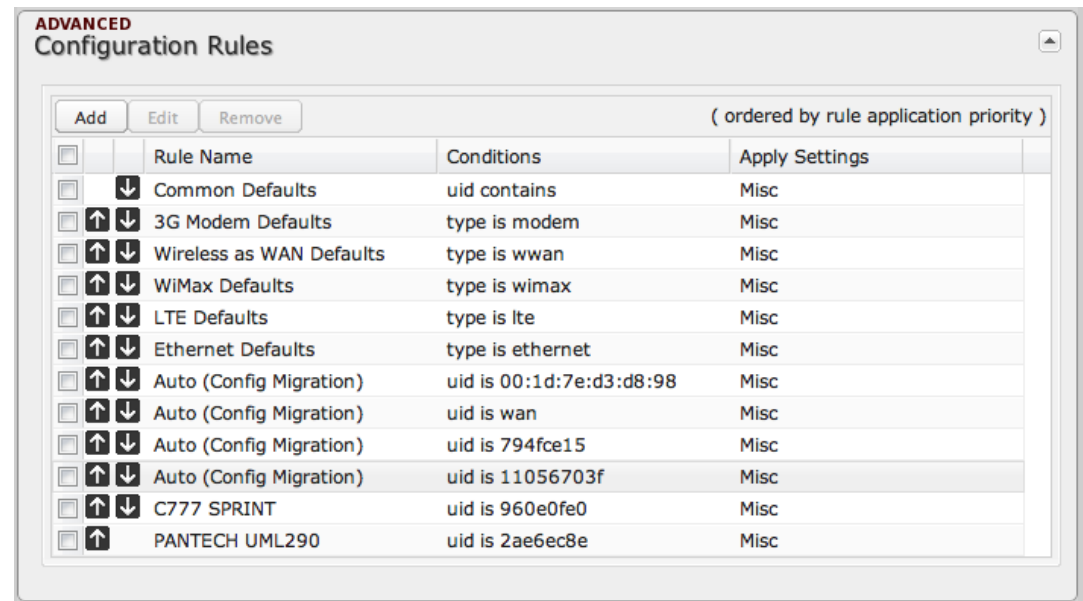 ADVANCED
Configuration Rules
Add Edit Remove ( ordered by rule application priority )
Rule Name Conditions Apply Settings
Common Defaults uid contains Misc
3G Modem Defaults type is modem Misc
Wireless as WAN Defaults type is wwan Misc
WiMax Defaults type is wimax Misc
LTE Defaults type is lte Misc
Ethernet Defaults type is ethernet Misc
Auto (Config Migration) uid is 00:1d:7e:d3:d8:98 Misc
Auto (Config Migration) uid is wan Misc
Auto (Config Migration) uid is 794fce15 Misc
Auto (Config Migration) uid is 11056703f Misc
C777 SPRINT uid is 960e0fe0 Misc
PANTECH UML290 uid is 2ae6ec8e Misc